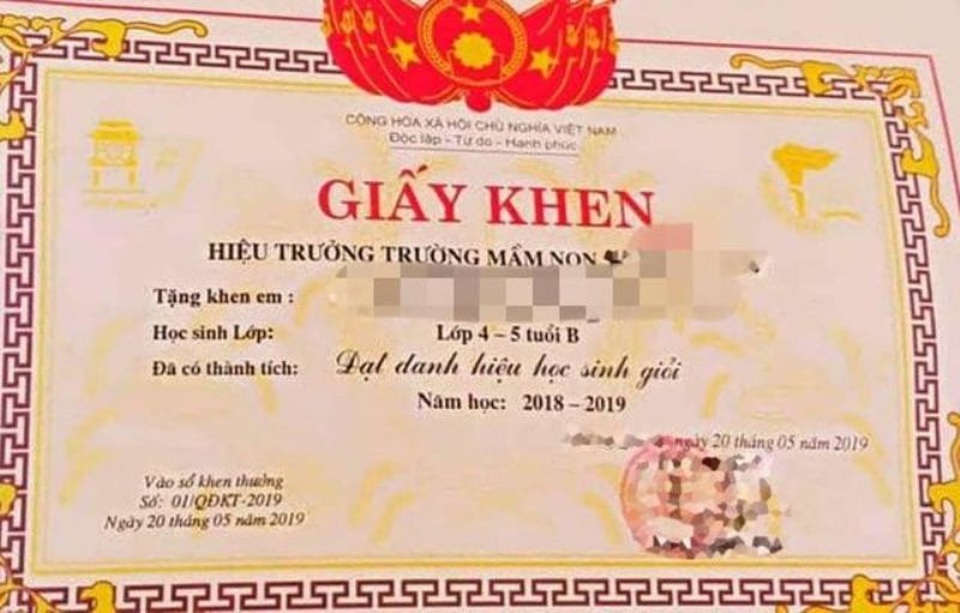 CỘNG HÒA XÃ HỘI CHỦ NGHĨA VIỆT NAM
Độc lập - Tự do - Hạnh phúc
GIẤY KHEN
HIỆU TRƯỞNG TRƯỜNG MẦM NON
Tặng khen em :
Học sinh Lớp: Lớp 4 – 5 tuổi B
Đã có thành tích: Đạt danh hiệu học sinh giỏi
Năm học: 2018 – 2019
ngày 20 tháng 05 năm 2019
Vào sổ khen thưởng
Số: 01/QĐKT-2019
Ngày 20 tháng 05 năm 2019